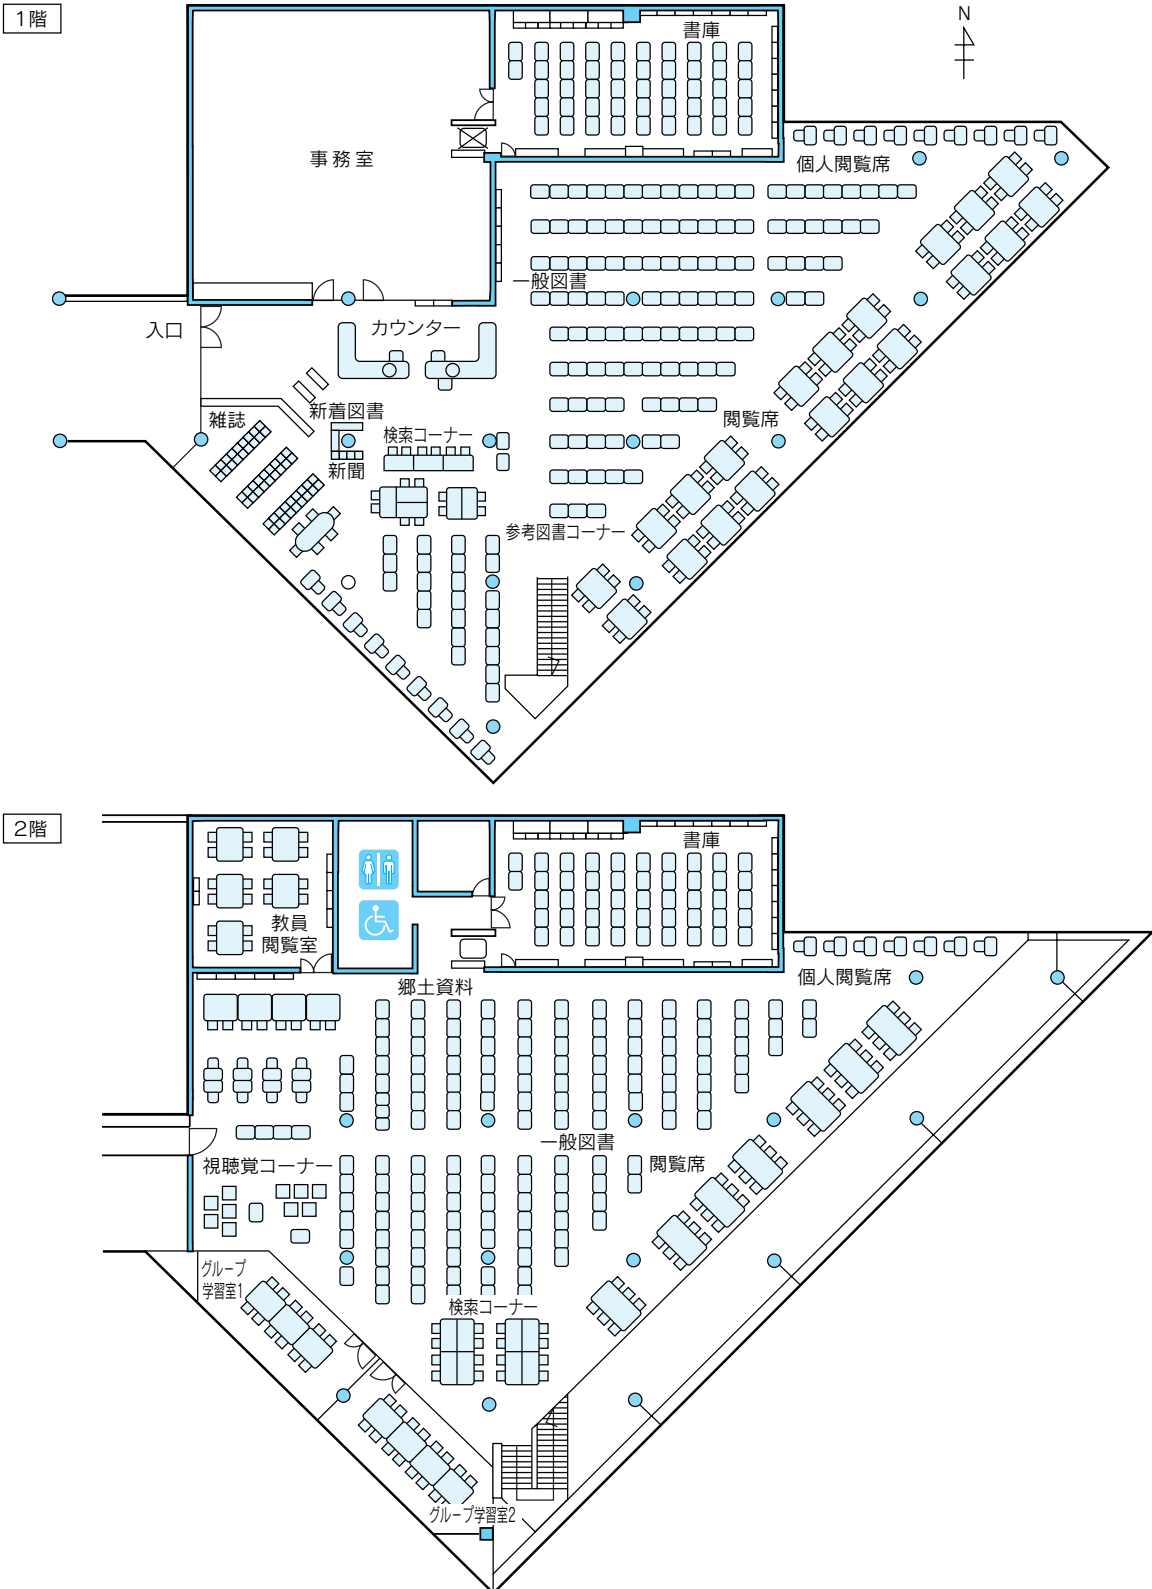 1階
N
書庫
事務室
個人閲覧席
一般図書
入口
カウンター
雑誌
新着図書
閲覧席
検索コーナー
新聞
参考図書コーナー
2階
書庫
教員
閲覧室
郷土資料
個人閲覧席
一般図書
視聴覚コーナー
閲覧席
グループ
学習室1
検索コーナー
グループ学習室2